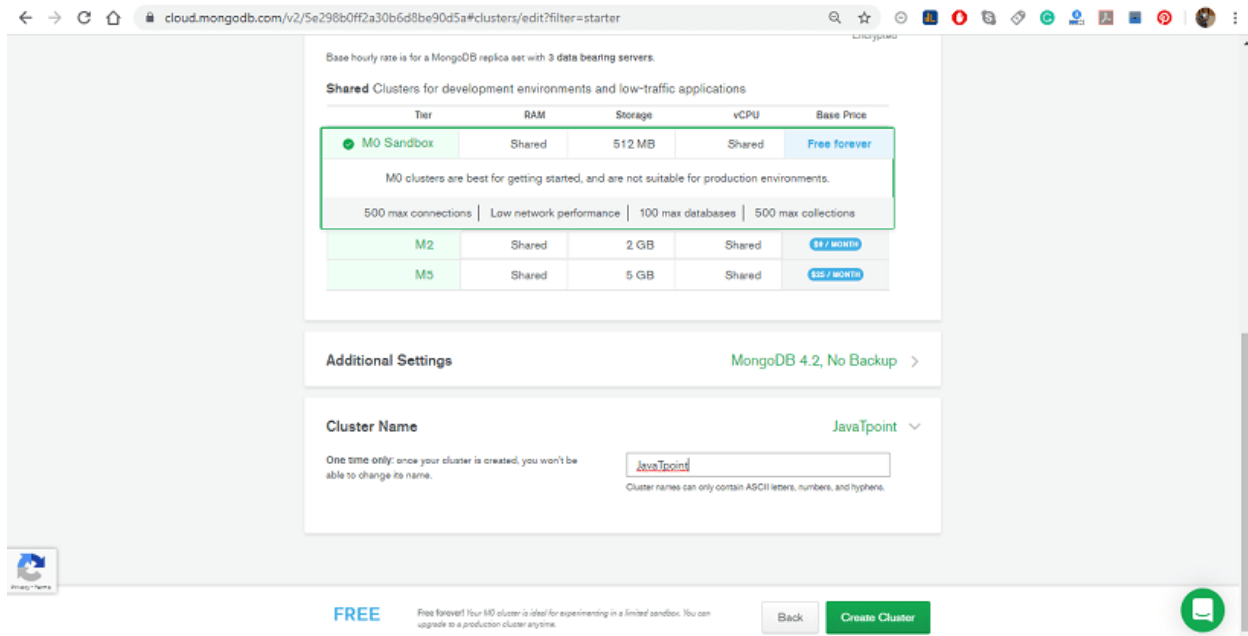 cloud.mongodb.com/v2/5e298b0ff2a30b6d8be90d5a#clusters/edit?filter=starter
Encrypted
Base hourly rate is for a MongoDB replica set with 3 data bearing servers.
Shared Clusters for development environments and low-traffic applications
Tier RAM Storage vCPU Base Price
M0 Sandbox Shared 512 MB Shared Free forever
M0 clusters are best for getting started, and are not suitable for production environments.
500 max connections | Low network performance | 100 max databases | 500 max collections
M2 Shared 2 GB Shared $9 / MONTH
M5 Shared 5 GB Shared $25 / MONTH
Additional Settings MongoDB 4.2, No Backup
Cluster Name JavaTpoint
One time only: once your cluster is created, you won't be
able to change its name.
JavaTpoint
Cluster names can only contain ASCII letters, numbers, and hyphens.
Privacy - Terms
FREE
Free forever! Your M0 cluster is ideal for experimenting in a limited sandbox. You can
upgrade to a production cluster anytime.
Back Create Cluster